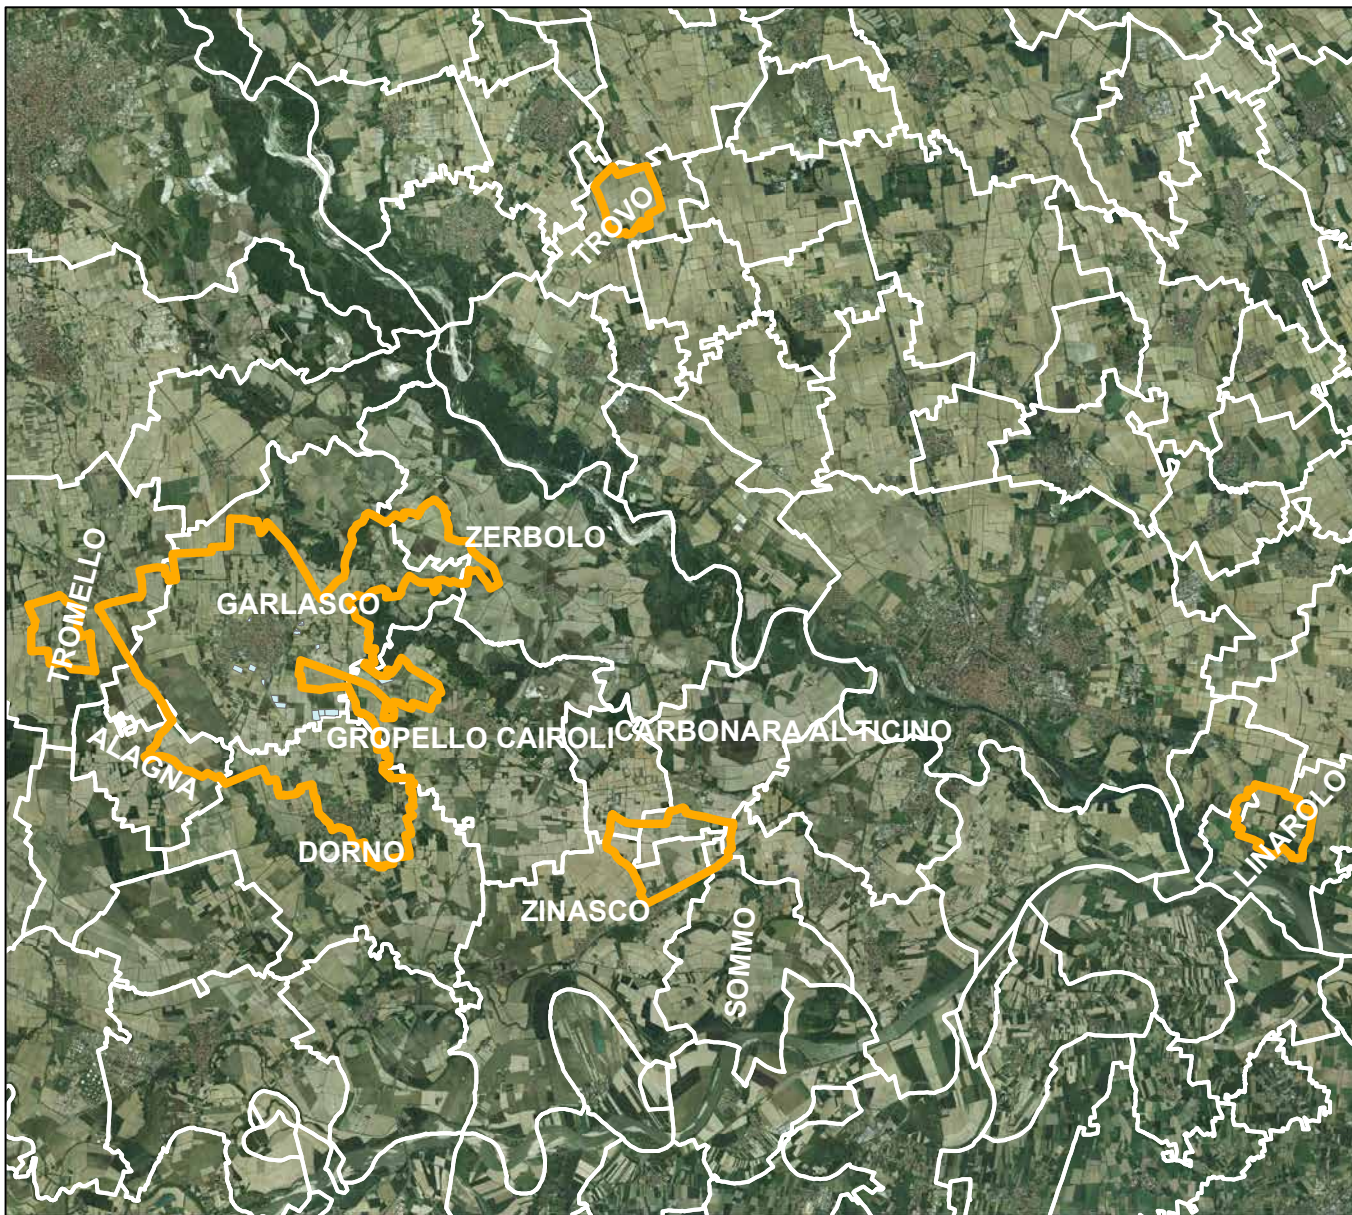 TROVO
ZERBOLO`
TROMELLO
GARLASCO
GROPELLO CAIROLI
CARBONARA AL TICINO
ALAGNA
LINAROLO
DORNO
ZINASCO
SOMMO